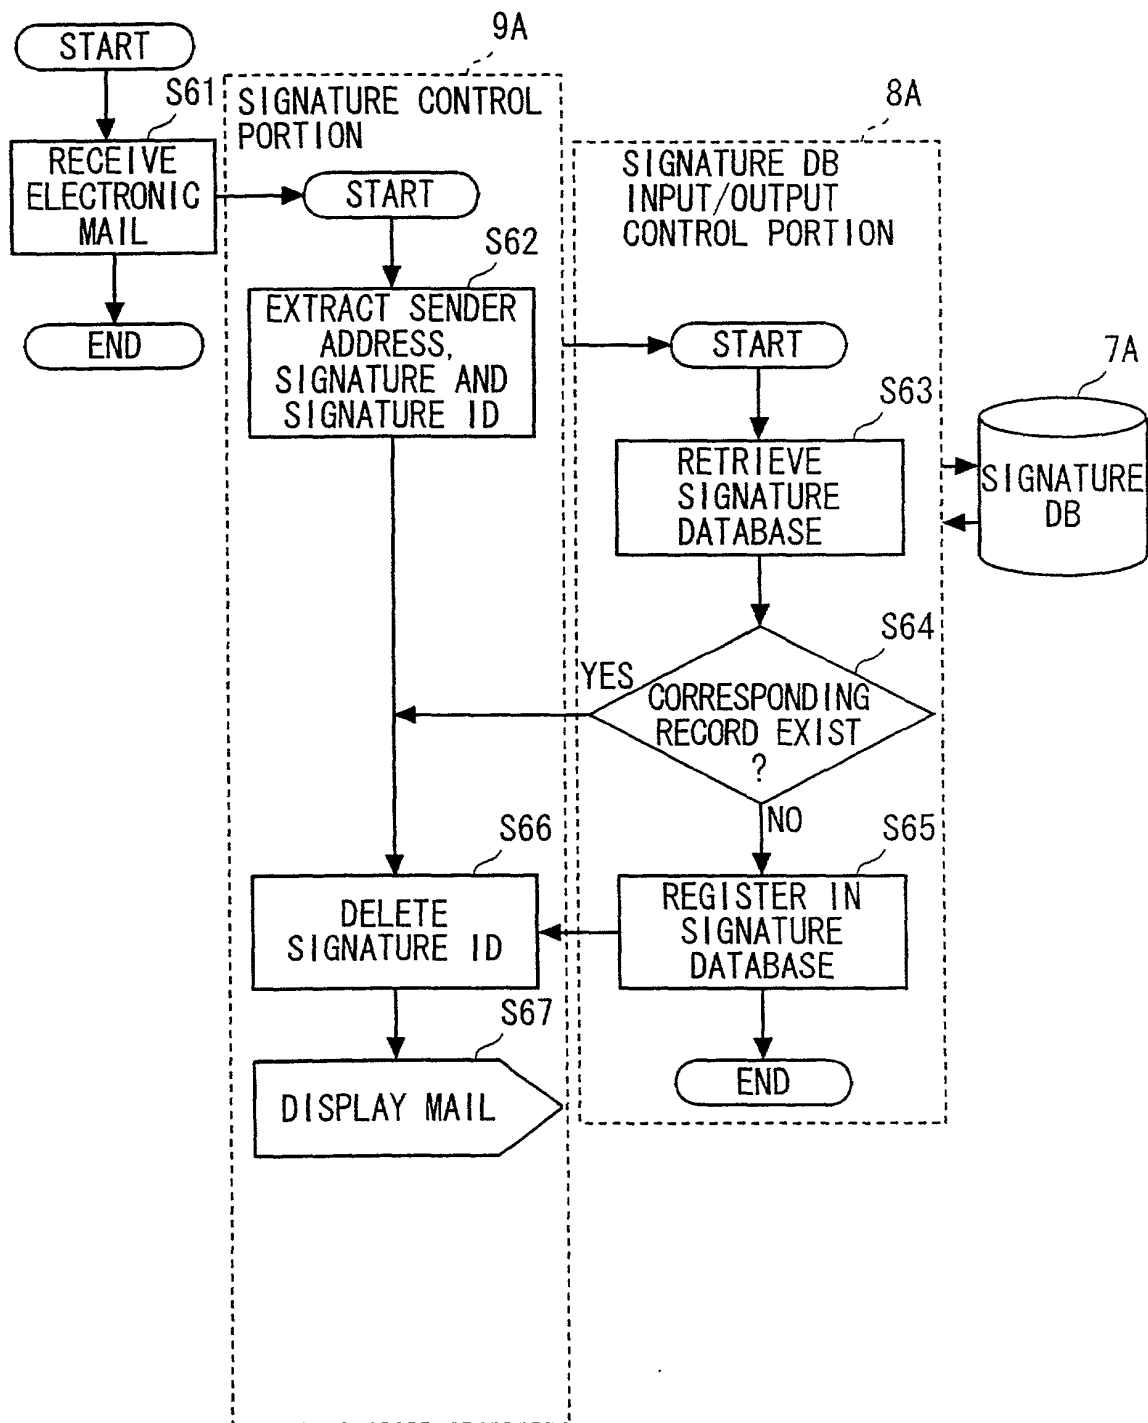 START
S61
RECEIVE
ELECTRONIC
MAIL
END
9A
SIGNATURE CONTROL
PORTION
START
S62
EXTRACT SENDER
ADDRESS,
SIGNATURE AND
SIGNATURE ID
8A
SIGNATURE DB
INPUT/OUTPUT
CONTROL PORTION
START
S63
RETRIEVE
SIGNATURE
DATABASE
7A
SIGNATURE
DB
S64
YES
CORRESPONDING
RECORD EXIST
?
NO
S65
REGISTER IN
SIGNATURE
DATABASE
END
S66
DELETE
SIGNATURE ID
S67
DISPLAY MAIL